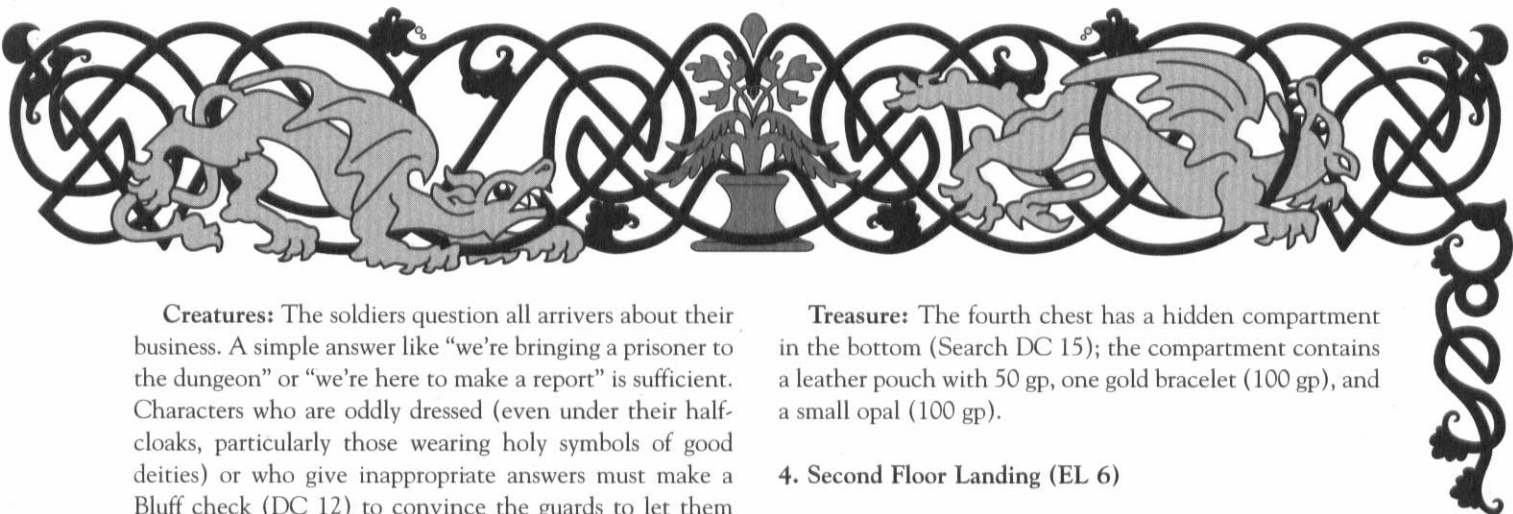 Creatures: The soldiers question all arrivers about their
business. A simple answer like “we’re bringing a prisoner to
the dungeon” or “we’re here to make a report” is sufficient.
Characters who are oddly dressed (even under their half-
cloaks, particularly those wearing holy symbols of good
deities) or who give inappropriate answers must make a
Bluff check (DC 12) to convince the guards to let them
Treasure: The fourth chest has a hidden compartment
in the bottom (Search DC 15); the compartment contains
a leather pouch with 50 gp, one gold bracelet (100 gp), and
a small opal (100 gp).
4. Second Floor Landing (EL 6)